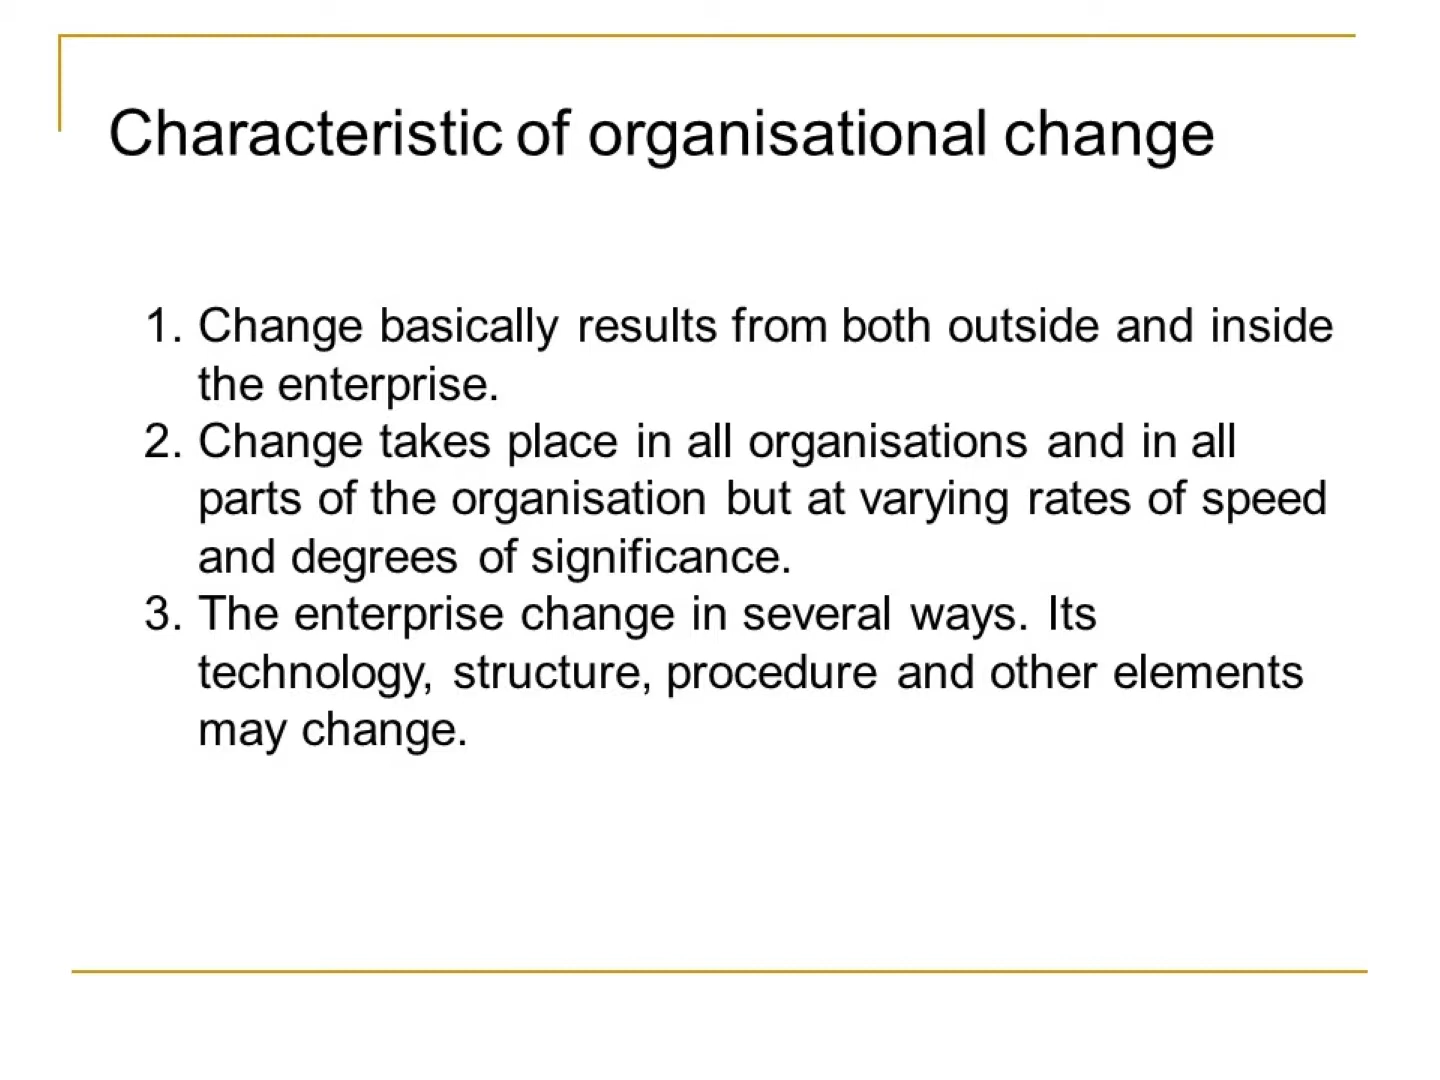 Characteristic of organisational change
1. Change basically results from both outside and inside
the enterprise.
2. Change takes place in all organisations and in all
parts of the organisation but at varying rates of speed
and degrees of significance.
3. The enterprise change in several ways. Its
technology, structure, procedure and other elements
may change.